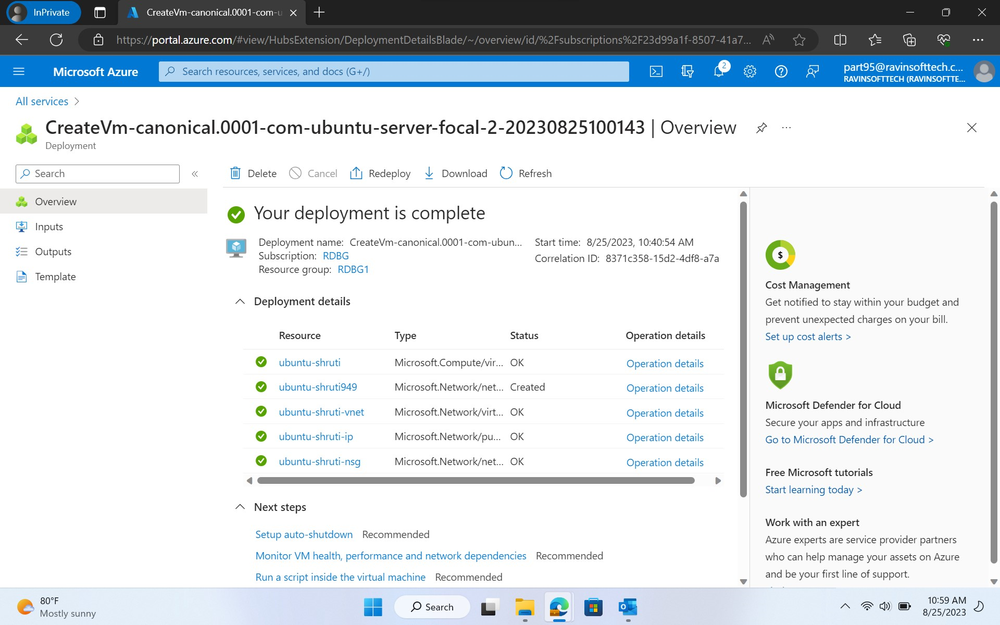 InPrivate
CreateVm-canonical.0001-com-u
https://portal.azure.com/#view/HubsExtension/DeploymentDetailsBlade/~/overview/id/%2Fsubscriptions%2F23d99a1f-8507-41a7...
Microsoft Azure
Search resources, services, and docs (G+/)
2
part95@ravinsofttech.c...
RAVINSOFTTECH (RAVINSOFTTE...
All services >
CreateVm-canonical.0001-com-ubuntu-server-focal-2-20230825100143 | Overview
Deployment
Search
Delete
Cancel
Redeploy
Download
Refresh
Overview
Inputs
Outputs
Template
Your deployment is complete
Deployment name: CreateVm-canonical.0001-com-ubun...
Subscription: RDBG
Resource group: RDBG1
Start time: 8/25/2023, 10:40:54 AM
Correlation ID: 8371c358-15d2-4df8-a7a
Deployment details
Resource Type Status Operation details
ubuntu-shruti Microsoft.Compute/vir... OK Operation details
ubuntu-shruti949 Microsoft.Network/net... Created Operation details
ubuntu-shruti-vnet Microsoft.Network/virt... OK Operation details
ubuntu-shruti-ip Microsoft.Network/pu... OK Operation details
ubuntu-shruti-nsg Microsoft.Network/net... OK Operation details
Next steps
Setup auto-shutdown Recommended
Monitor VM health, performance and network dependencies Recommended
Run a script inside the virtual machine Recommended
$
Cost Management
Get notified to stay within your budget and
prevent unexpected charges on your bill.
Set up cost alerts >
Microsoft Defender for Cloud
Secure your apps and infrastructure
Go to Microsoft Defender for Cloud >
Free Microsoft tutorials
Start learning today >
Work with an expert
Azure experts are service provider partners
who can help manage your assets on Azure
and be your first line of support.
80°F
Mostly sunny
Search
10:59 AM
8/25/2023